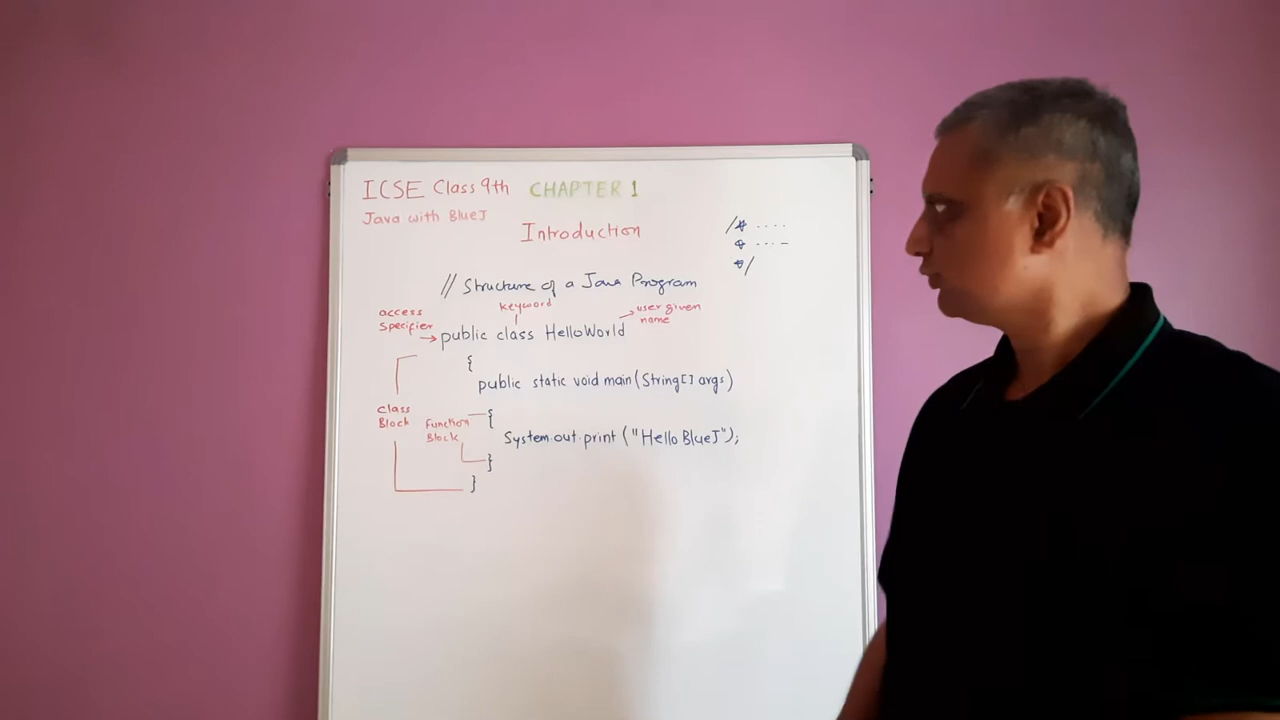 ICSE Class 9th CHAPTER 1
Java with BlueJ
Introduction
/* ....
* ...-
*/
// Structure of a Java Program
access
Specifier
keyword
user given
name
public class HelloWorld
{
public static void main(String[] args)
Class
Block
Function
Block
{
System.out.print ("Hello BlueJ");
}
}